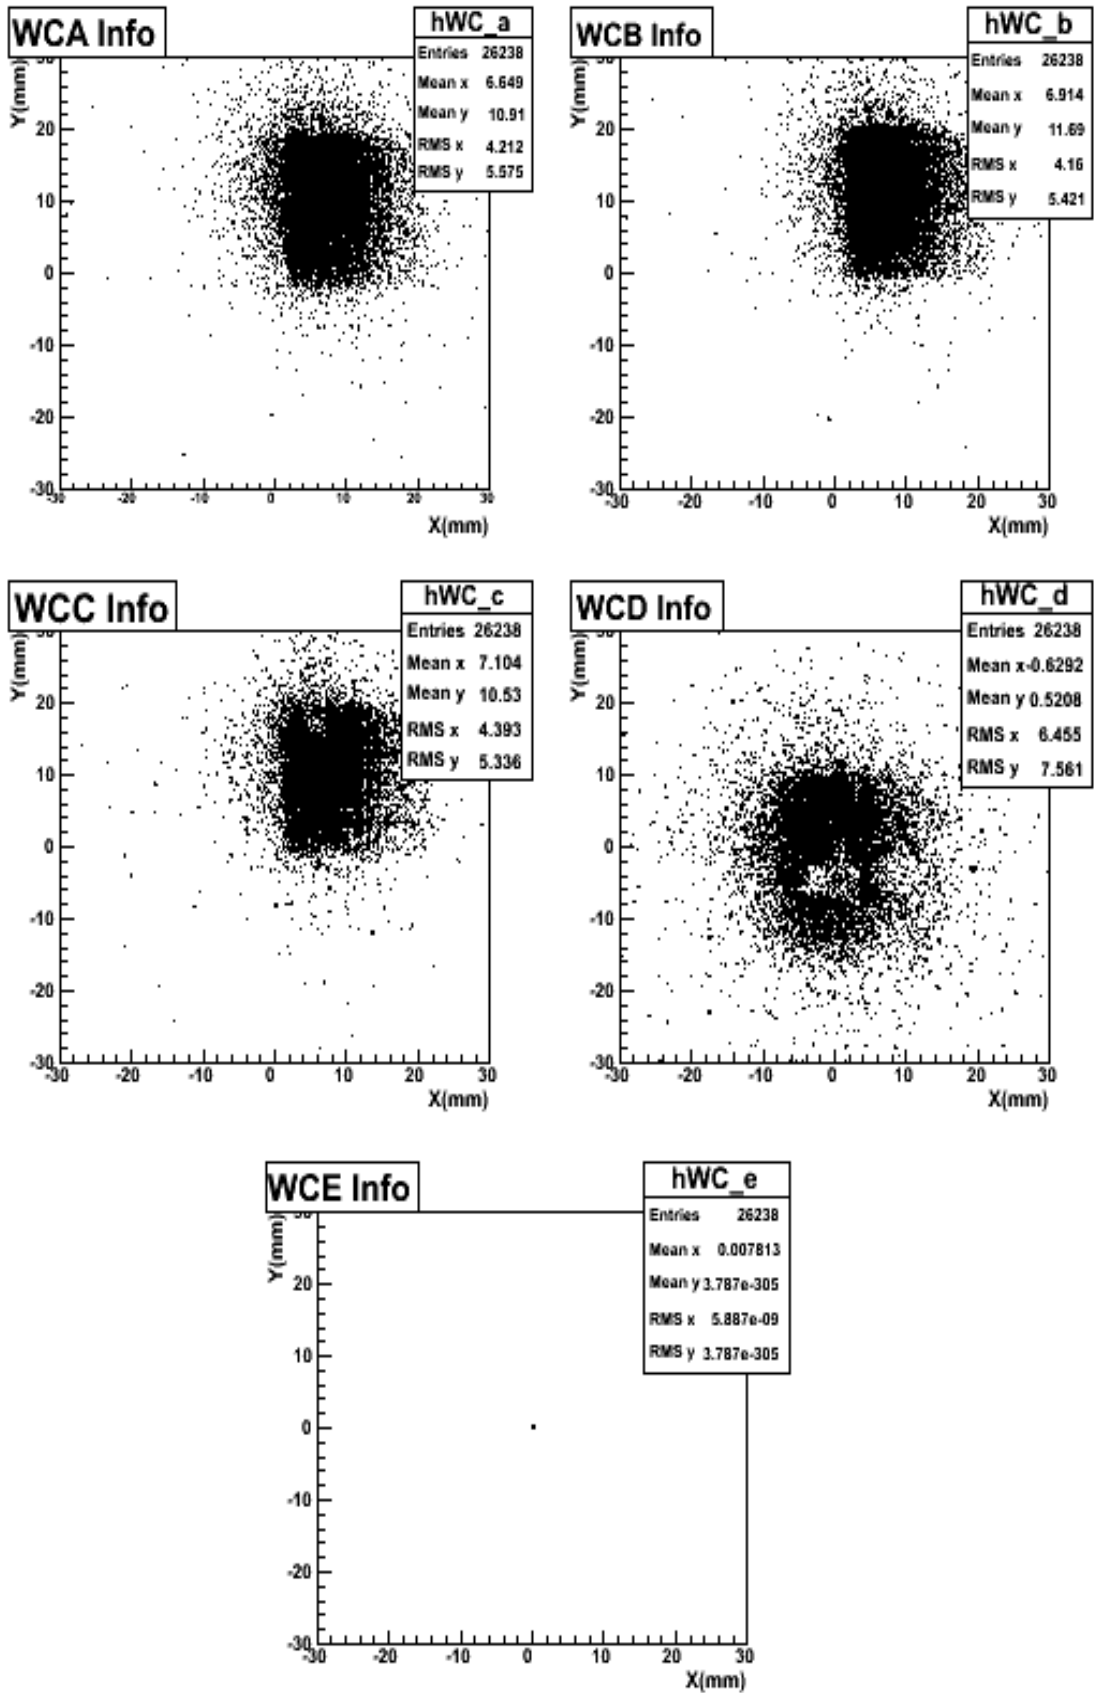 WCA Info
hWC_a
Entries 26238
Mean x 6.649
Mean y 10.91
RMS x 4.212
RMS y 5.575
Y(mm)
20
10
0
-10
-20
-30
-30 -20 -10 0 10 20 30
X(mm)
WCB Info
hWC_b
Entries 26238
Mean x 6.914
Mean y 11.69
RMS x 4.16
RMS y 5.421
Y(mm)
20
10
0
-10
-20
-30
-30 -20 -10 0 10 20 30
X(mm)
WCC Info
hWC_c
Entries 26238
Mean x 7.104
Mean y 10.53
RMS x 4.393
RMS y 5.336
Y(mm)
20
10
0
-10
-20
-30
-30 -20 -10 0 10 20 30
X(mm)
WCD Info
hWC_d
Entries 26238
Mean x-0.6292
Mean y 0.5208
RMS x 6.455
RMS y 7.561
Y(mm)
20
10
0
-10
-20
-30
-30 -20 -10 0 10 20 30
X(mm)
WCE Info
hWC_e
Entries 26238
Mean x 0.007813
Mean y 3.787e-305
RMS x 5.887e-09
RMS y 3.787e-305
Y(mm)
20
10
0
-10
-20
-30
-30 -20 -10 0 10 20 30
X(mm)